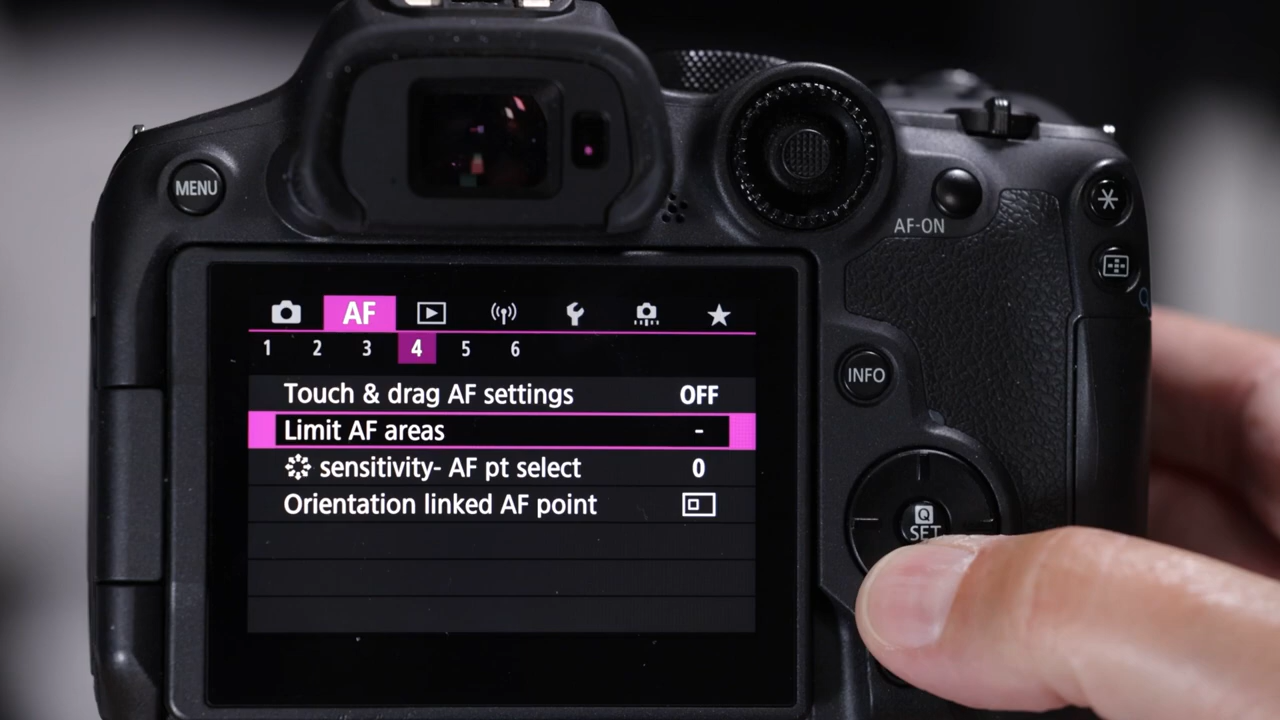 MENU
AF-ON
AF
1 2 3 4 5 6
Touch & drag AF settings OFF
Limit AF areas -
sensitivity- AF pt select 0
Orientation linked AF point
INFO
Q
SET